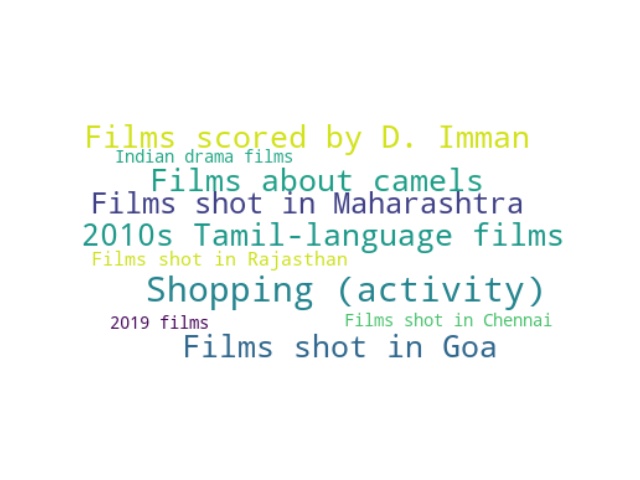 Films scored by D. Imman
Indian drama films
Films about camels
Films shot in Maharashtra
2010s Tamil-language films
Films shot in Rajasthan
Shopping (activity)
2019 films
Films shot in Chennai
Films shot in Goa